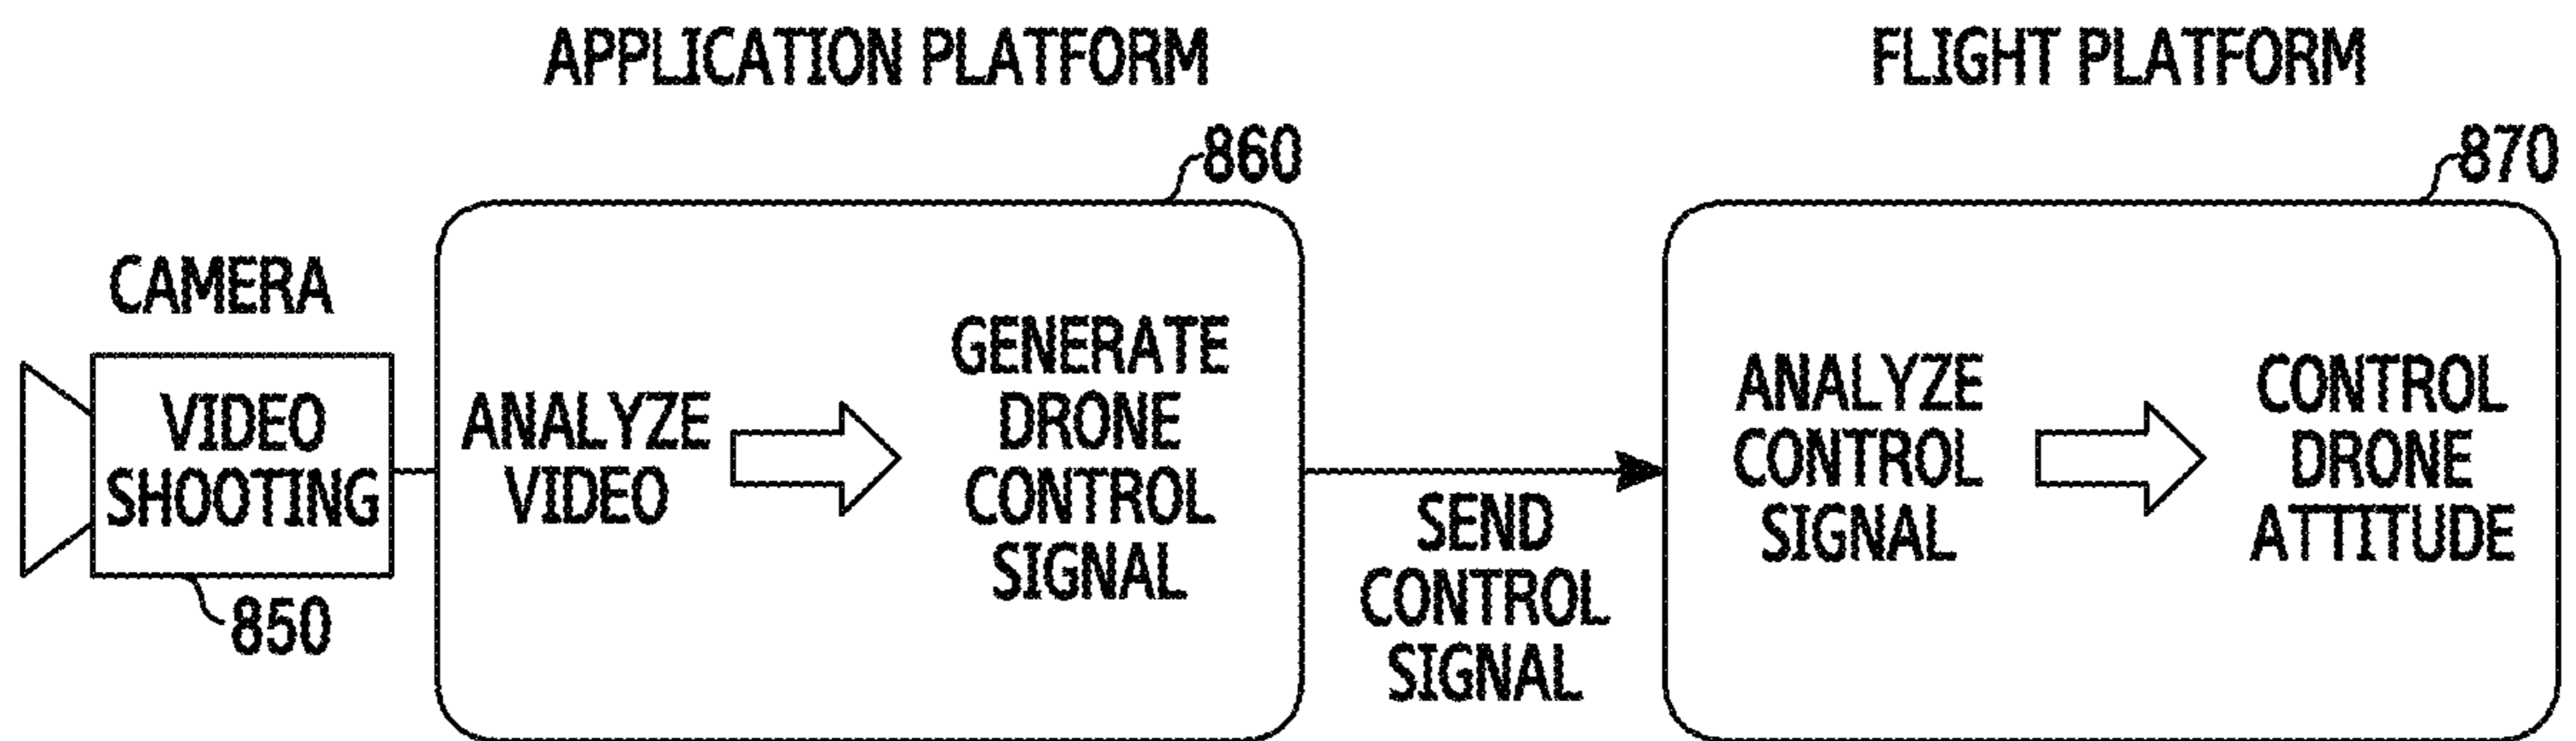 APPLICATION PLATFORM
FLIGHT PLATFORM
860
870
CAMERA
VIDEO
SHOOTING
850
ANALYZE
VIDEO
GENERATE
DRONE
CONTROL
SIGNAL
SEND
CONTROL
SIGNAL
ANALYZE
CONTROL
SIGNAL
CONTROL
DRONE
ATTITUDE